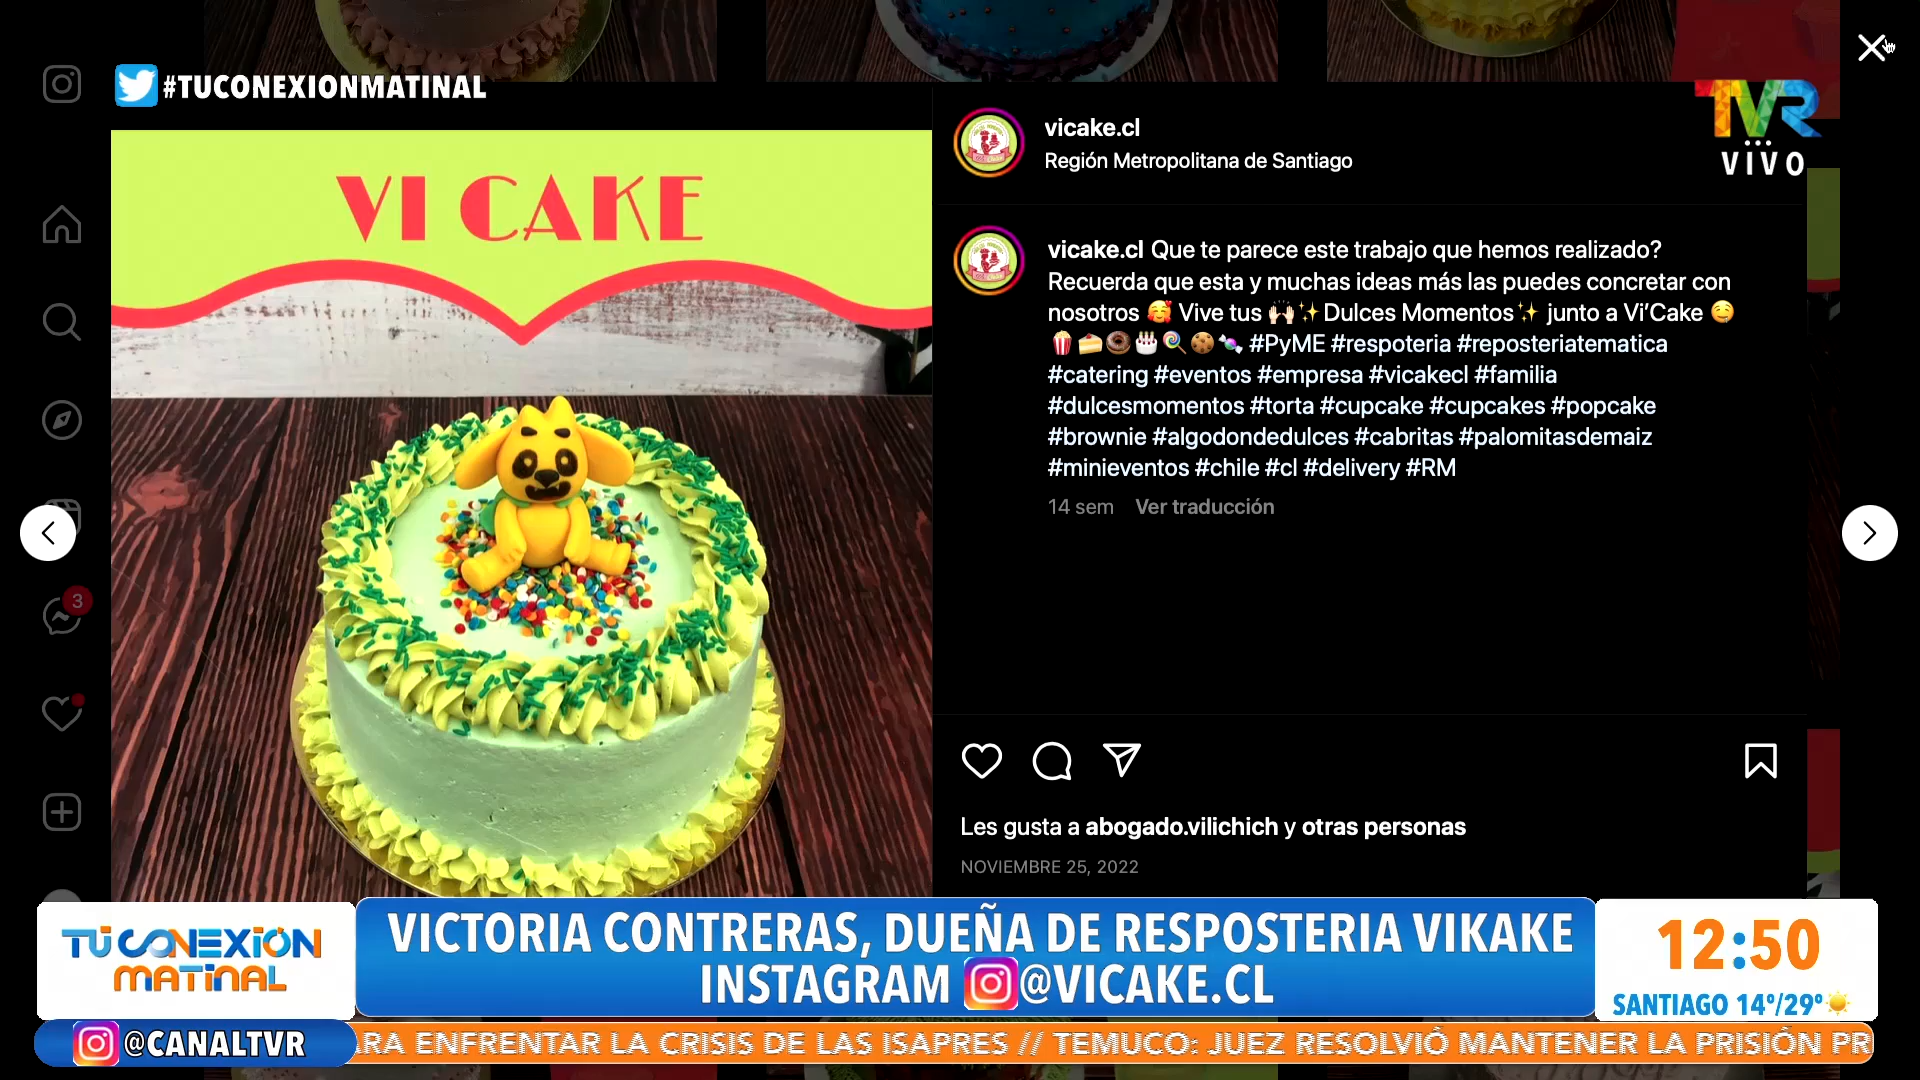 #TUCONEXIONMATINAL
TVR
VIVO
VI CAKE
vicake.cl
Región Metropolitana de Santiago
vicake.cl Que te parece este trabajo que hemos realizado?
Recuerda que esta y muchas ideas más las puedes concretar con
nosotros 🥰 Vive tus 🙌🏻✨Dulces Momentos✨ junto a Vi’Cake 🤤
🍿🍰🍩🎂🍭🍪🍬 #PyME #respoteria #reposteriatematica
#catering #eventos #empresa #vicakecl #familia
#dulcesmomentos #torta #cupcake #cupcakes #popcake
#brownie #algodondedulces #cabritas #palomitasdemaiz
#minieventos #chile #cl #delivery #RM
14 sem Ver traducción
3
Les gusta a abogado.vilichich y otras personas
NOVIEMBRE 25, 2022
TU CONEXIÓN
MATINAL
VICTORIA CONTRERAS, DUEÑA DE RESPOSTERIA VIKAKE
INSTAGRAM @VICAKE.CL
12:50
SANTIAGO 14°/29°
@CANALTVR
ARA ENFRENTAR LA CRISIS DE LAS ISAPRES // TEMUCO: JUEZ RESOLVIÓ MANTENER LA PRISIÓN PR